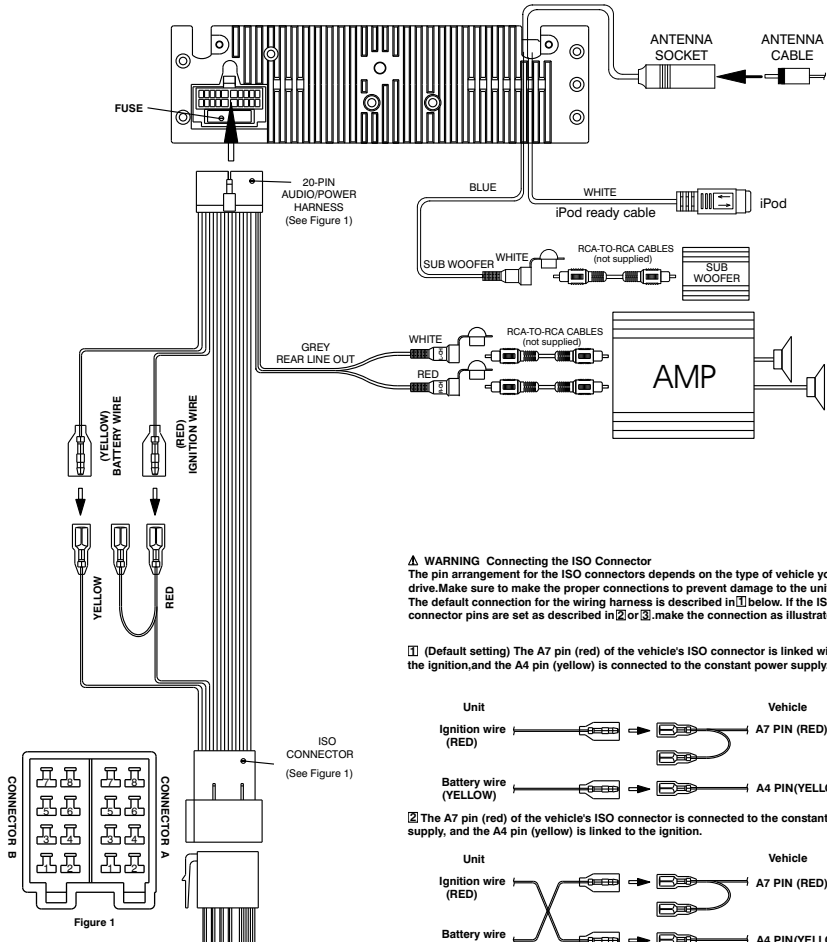 ANTENNA
SOCKET
ANTENNA
CABLE
FUSE
20-PIN
AUDIO/POWER
HARNESS
(See Figure 1)
BLUE
WHITE
iPod ready cable
iPod
SUB WOOFER
WHITE
RCA-TO-RCA CABLES
(not supplied)
SUB
WOOFER
GREY
REAR LINE OUT
WHITE
RED
RCA-TO-RCA CABLES
(not supplied)
AMP
(YELLOW)
BATTERY WIRE
(RED)
IGNITION WIRE
YELLOW
RED
ISO
CONNECTOR
(See Figure 1)
CONNECTOR B
CONNECTOR A
7 8 7 8
5 6 5 6
3 4 3 4
1 2 1 2
Figure 1
⚠ WARNING Connecting the ISO Connector
The pin arrangement for the ISO connectors depends on the type of vehicle yo
drive.Make sure to make the proper connections to prevent damage to the uni
The default connection for the wiring harness is described in 1 below. If the IS
connector pins are set as described in 2 or 3 .make the connection as illustrat
1 (Default setting) The A7 pin (red) of the vehicle's ISO connector is linked wi
the ignition,and the A4 pin (yellow) is connected to the constant power supply
Unit
Vehicle
Ignition wire
(RED)
A7 PIN (RED)
Battery wire
(YELLOW)
A4 PIN(YELL
2 The A7 pin (red) of the vehicle's ISO connector is connected to the constant
supply, and the A4 pin (yellow) is linked to the ignition.
Unit
Vehicle
Ignition wire
(RED)
A7 PIN (RED)
Battery wire
A4 PIN(YELL